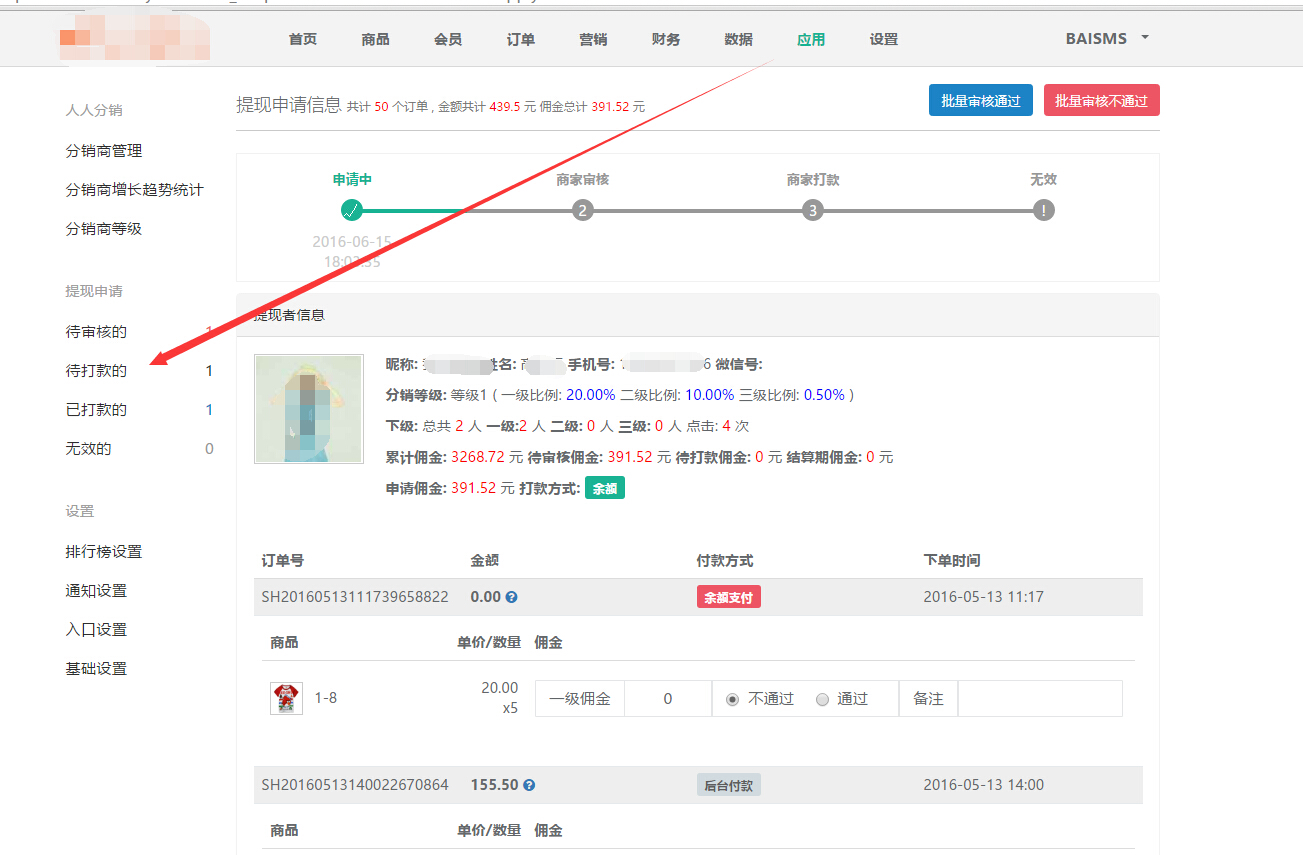 首页 商品 会员 订单 营销 财务 数据 应用 设置 BAISMS
人人分销
分销商管理
分销商增长趋势统计
分销商等级
提现申请
待审核的 1
待打款的 1
已打款的 1
无效的 0
设置
排行榜设置
通知设置
入口设置
基础设置
提现申请信息 共计 50 个订单 , 金额共计 439.5 元 佣金总计 391.52 元
批量审核通过 批量审核不通过
申请中 商家审核 商家打款 无效
2 3 !
2016-06-15
提现者信息
昵称: 姓名: 手机号: 6 微信号:
分销等级: 等级1 ( 一级比例: 20.00% 二级比例: 10.00% 三级比例: 0.50% )
下级: 总共 2 人 一级:2 人 二级: 0 人 三级: 0 人 点击: 4 次
累计佣金: 3268.72 元 待审核佣金: 391.52 元 待打款佣金: 0 元 结算期佣金: 0 元
申请佣金: 391.52 元 打款方式: 余额
订单号 金额 付款方式 下单时间
SH20160513111739658822 0.00 ? 余额支付 2016-05-13 11:17
商品 单价/数量 佣金
1-8 20.00 一级佣金 0 不通过 通过 备注
x5
SH20160513140022670864 155.50 ? 后台付款 2016-05-13 14:00
商品 单价/数量 佣金